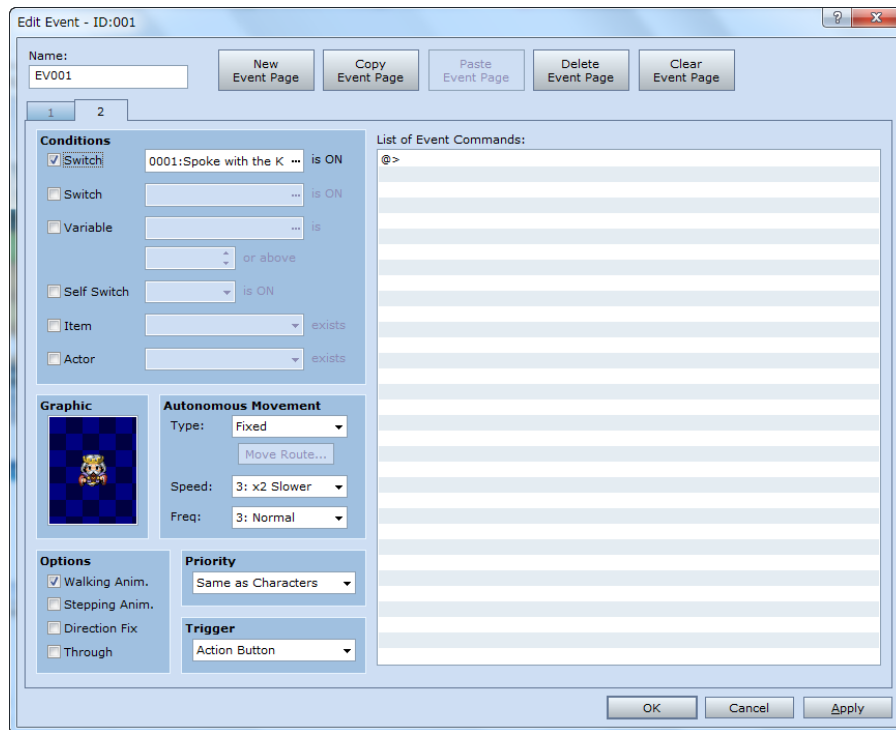 Edit Event - ID:001
Name:
EV001
New Event Page
Copy Event Page
Paste Event Page
Delete Event Page
Clear Event Page
1
2
Conditions
Switch 0001:Spoke with the K ... is ON
Switch ... is ON
Variable ... is
or above
Self Switch is ON
Item exists
Actor exists
Graphic
Autonomous Movement
Type: Fixed
Move Route...
Speed: 3: x2 Slower
Freq: 3: Normal
Options
Walking Anim.
Stepping Anim.
Direction Fix
Through
Priority
Same as Characters
Trigger
Action Button
List of Event Commands:
@>
OK
Cancel
Apply